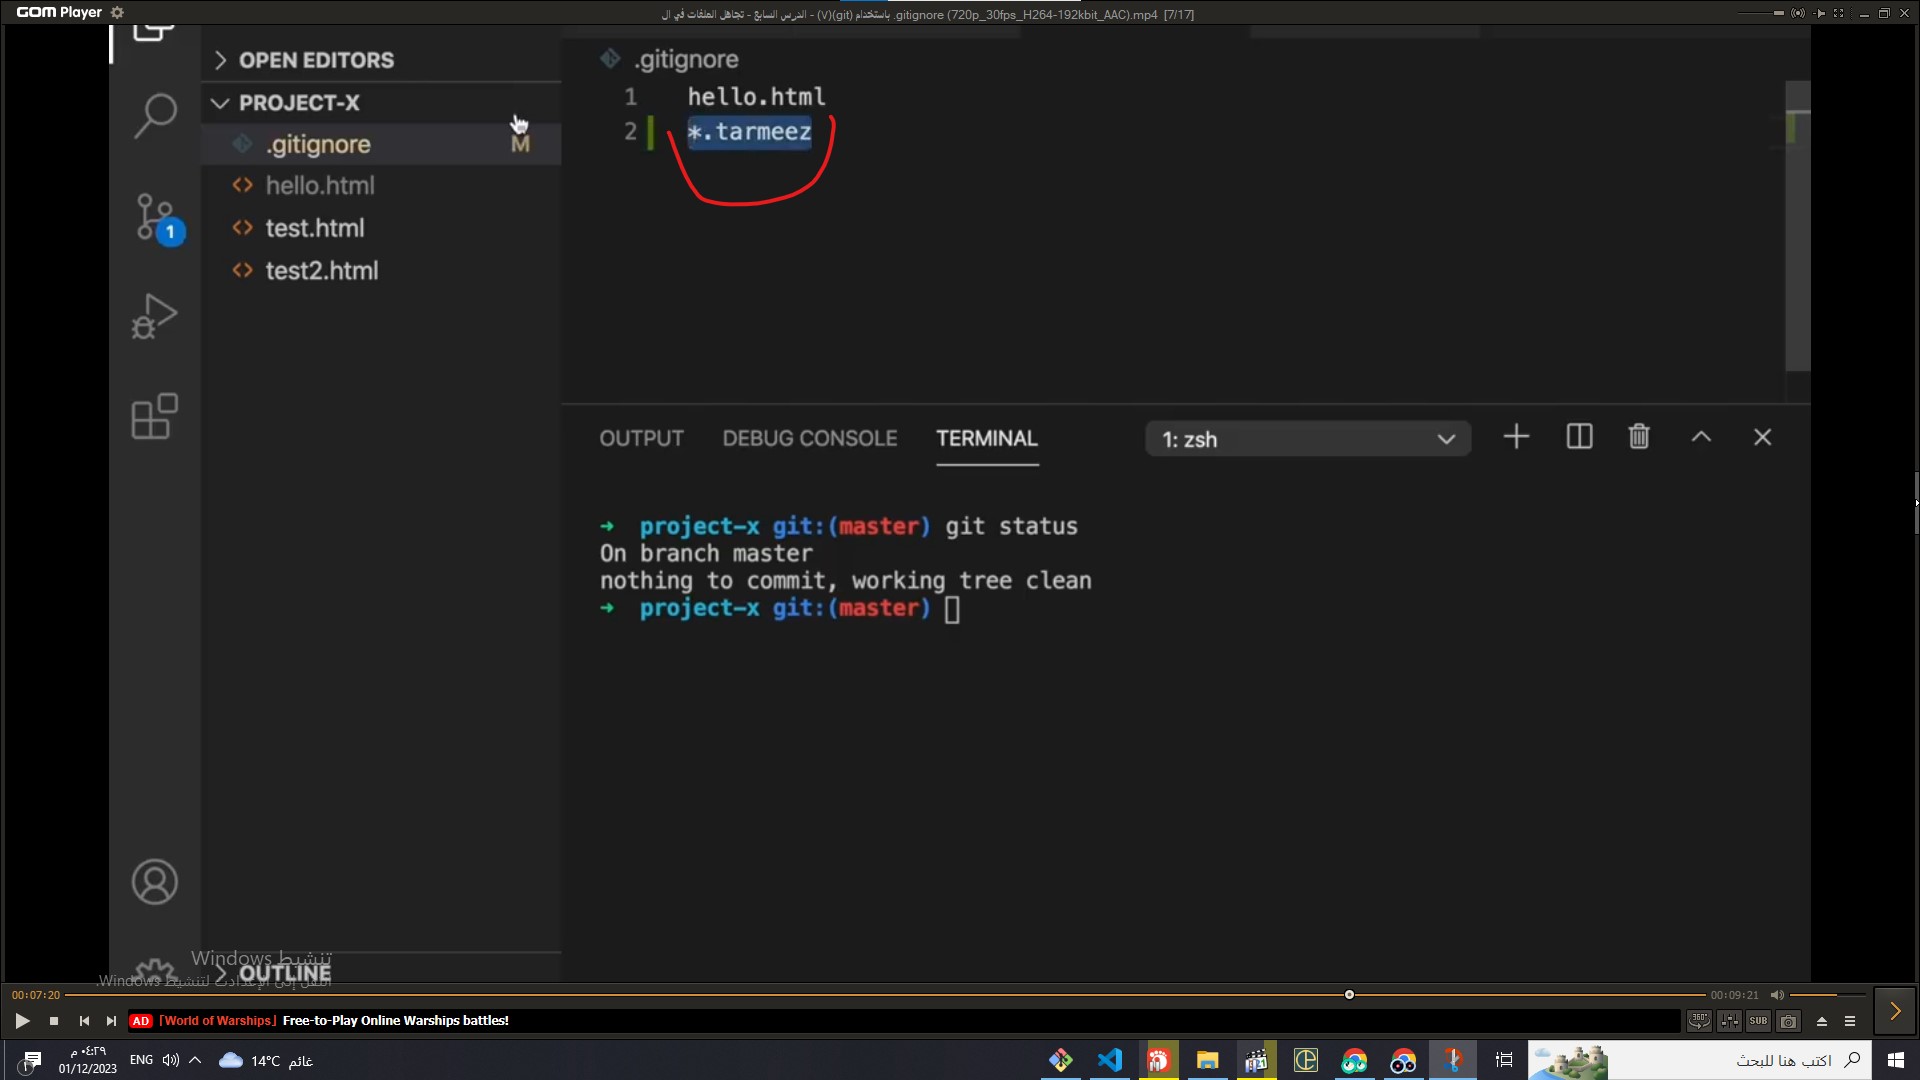 GOM Player
باستخدام (git)(٧) - الدرس السابع - تجاهل الملفات في ال .gitignore (720p_30fps_H264-192kbit_AAC).mp4 [7/17]
OPEN EDITORS
PROJECT-X
.gitignore M
hello.html
test.html
test2.html
1
.gitignore
1 hello.html
2 *.tarmeez
OUTPUT DEBUG CONSOLE TERMINAL 1: zsh
➜ project-x git:(master) git status
On branch master
nothing to commit, working tree clean
➜ project-x git:(master)
OUTLINE
تنشيط Windows
انتقل إلى الإعدادات لتنشيط Windows.
00:07:20 00:09:21
AD [World of Warships] Free-to-Play Online Warships battles!
360° SUB
٠٤:٢٩ م
01/12/2023
ENG
14°C غائم
اكتب هنا للبحث